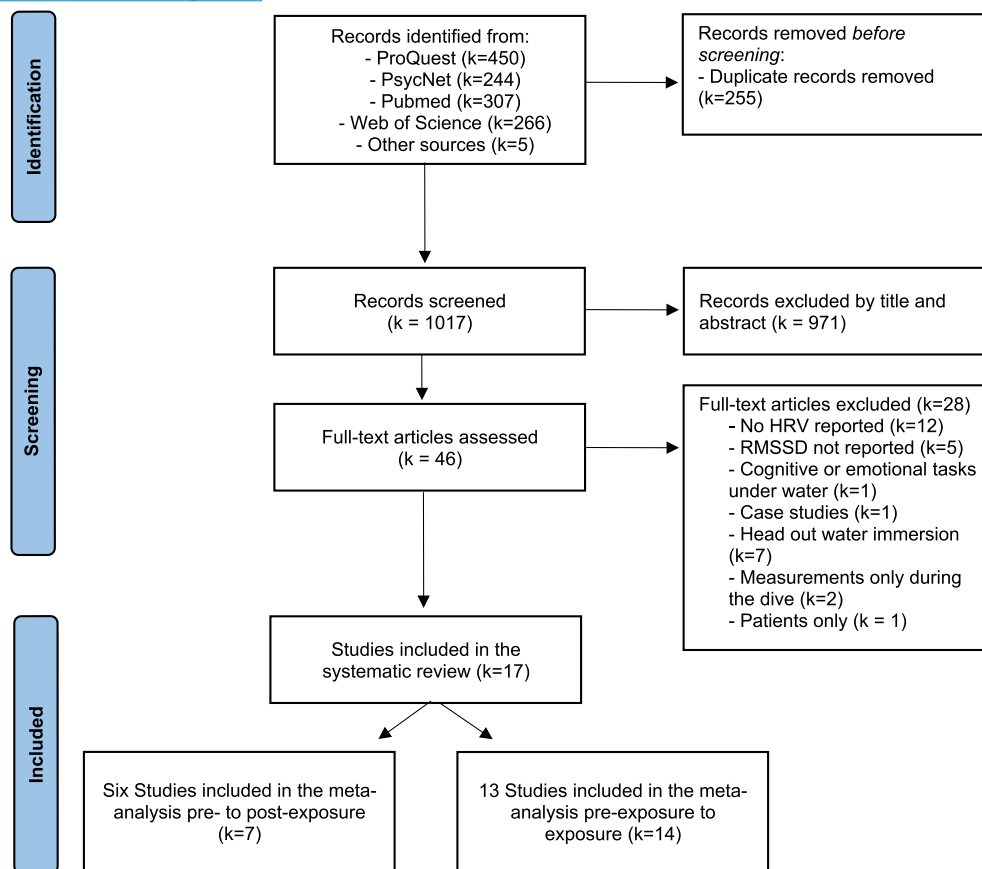 Identification
Records identified from:
- ProQuest (k=450)
- PsycNet (k=244)
- Pubmed (k=307)
- Web of Science (k=266)
- Other sources (k=5)
Records removed before
screening:
- Duplicate records removed
(k=255)
Screening
Records screened
(k = 1017)
Records excluded by title and
abstract (k = 971)
Full-text articles assessed
(k = 46)
Full-text articles excluded (k=28)
- No HRV reported (k=12)
- RMSSD not reported (k=5)
- Cognitive or emotional tasks
under water (k=1)
- Case studies (k=1)
- Head out water immersion
(k=7)
- Measurements only during
the dive (k=2)
- Patients only (k = 1)
Included
Studies included in the
systematic review (k=17)
Six Studies included in the meta-
analysis pre- to post-exposure
(k=7)
13 Studies included in the meta-
analysis pre-exposure to
exposure (k=14)